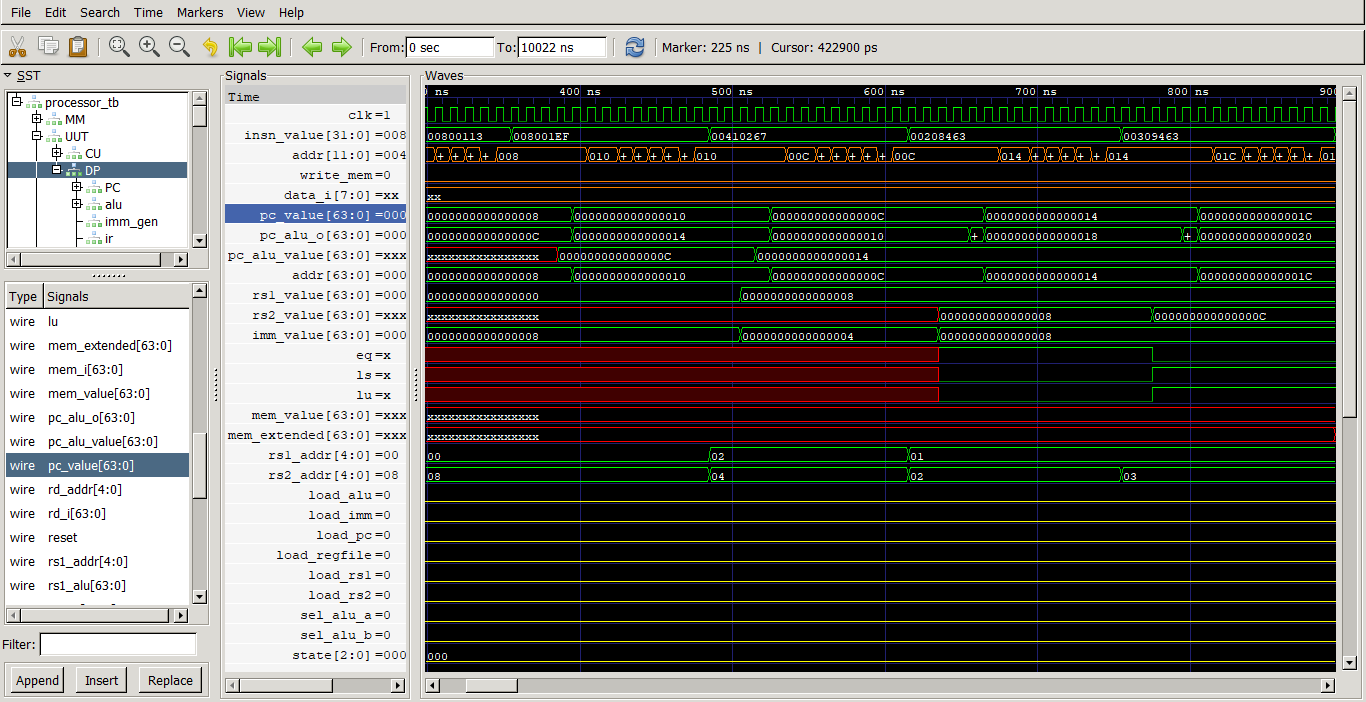 File Edit Search Time Markers View Help
From: 0 sec To: 10022 ns Marker: 225 ns | Cursor: 422900 ps
SST
processor_tb
MM
UUT
CU
DP
PC
alu
imm_gen
ir
Type Signals
wire lu
wire mem_extended[63:0]
wire mem_i[63:0]
wire mem_value[63:0]
wire pc_alu_o[63:0]
wire pc_alu_value[63:0]
wire pc_value[63:0]
wire rd_addr[4:0]
wire rd_i[63:0]
wire reset
wire rs1_addr[4:0]
wire rs1_alu[63:0]
Filter:
Append Insert Replace
Signals
Time
clk=1
insn_value[31:0]=008
addr[11:0]=004
write_mem=0
data_i[7:0]=xx
pc_value[63:0]=000
pc_alu_o[63:0]=000
pc_alu_value[63:0]=xxx
addr[63:0]=000
rs1_value[63:0]=000
rs2_value[63:0]=xxx
imm_value[63:0]=000
eq=x
ls=x
lu=x
mem_value[63:0]=xxx
mem_extended[63:0]=xxx
rs1_addr[4:0]=00
rs2_addr[4:0]=08
load_alu=0
load_imm=0
load_pc=0
load_regfile=0
load_rs1=0
load_rs2=0
sel_alu_a=0
sel_alu_b=0
state[2:0]=000
Waves
0 ns 400 ns 500 ns 600 ns 700 ns 800 ns 900
00800113 008001EF 00410267 00208463 00309463
+ + + + 008 010 + + + + + 010 00C + + + + + 00C 014 + + + + + 014 01C + + + + + 01
xx
0000000000000008 0000000000000010 000000000000000C 0000000000000014 000000000000001C
000000000000000C 0000000000000014 0000000000000010 + 0000000000000018 + 0000000000000020
xxxxxxxxxxxxxxxx 000000000000000C 0000000000000014
0000000000000008 0000000000000010 000000000000000C 0000000000000014 000000000000001C
0000000000000000 0000000000000008
xxxxxxxxxxxxxxxx 0000000000000008 000000000000000C
0000000000000008 0000000000000004 0000000000000008
xxxxxxxxxxxxxxxx
xxxxxxxxxxxxxxxx
00 02 01
08 04 02 03
000